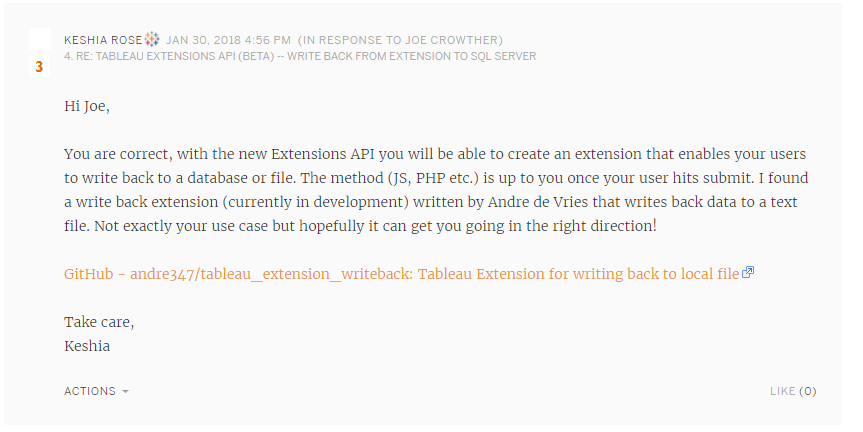 KESHIA ROSE JAN 30, 2018 4:56 PM (IN RESPONSE TO JOE CROWTHER)
3
4. RE: TABLEAU EXTENSIONS API (BETA) -- WRITE BACK FROM EXTENSION TO SQL SERVER
Hi Joe,
You are correct, with the new Extensions API you will be able to create an extension that enables your users
to write back to a database or file. The method (JS, PHP etc.) is up to you once your user hits submit. I found
a write back extension (currently in development) written by Andre de Vries that writes back data to a text
file. Not exactly your use case but hopefully it can get you going in the right direction!
GitHub - andre347/tableau_extension_writeback: Tableau Extension for writing back to local file
Take care,
Keshia
ACTIONS LIKE (0)